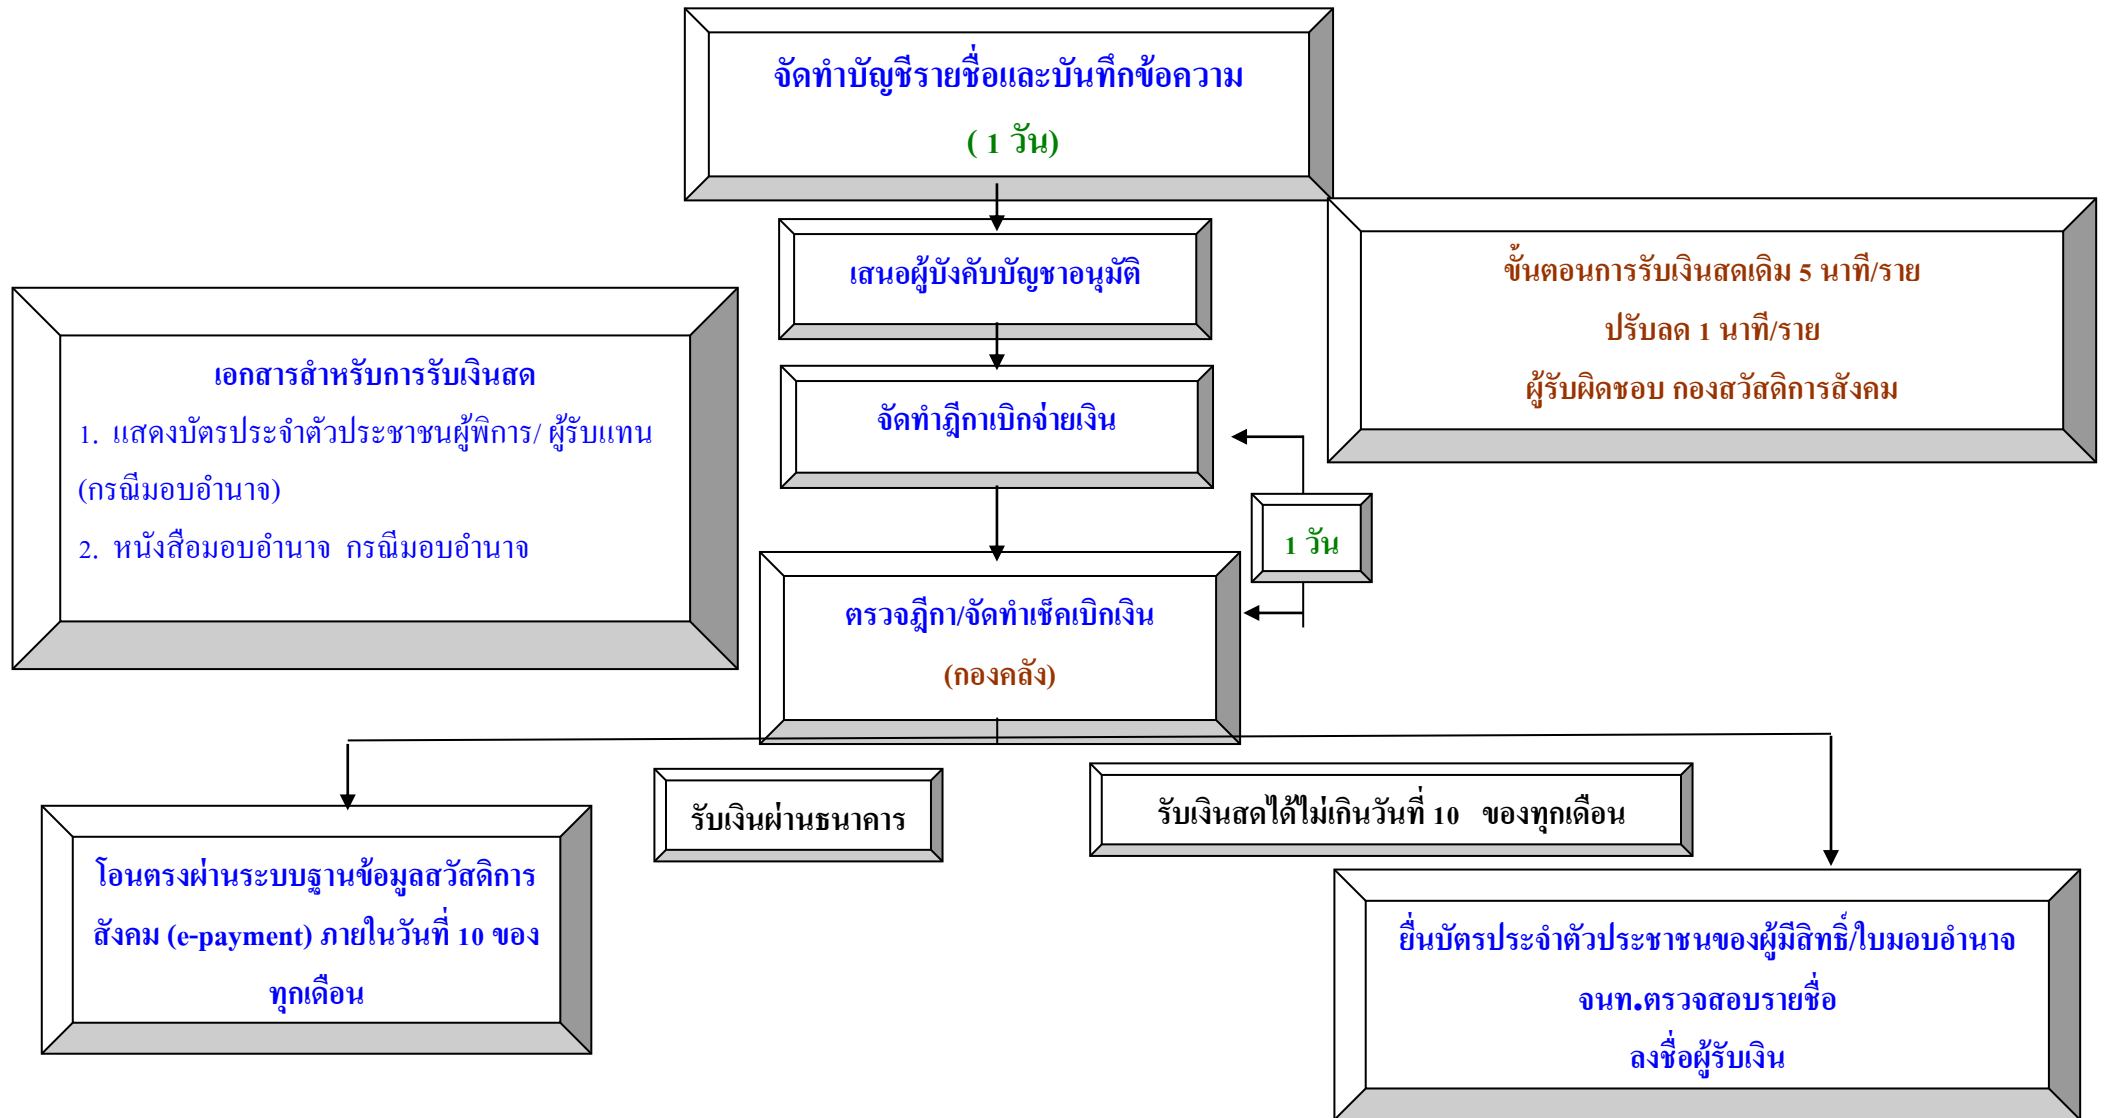 จัดทำบัญชีรายชื่อและบันทึกข้อความ
( 1 วัน)
เสนอผู้บังคับบัญชาอนุมัติ
ขั้นตอนการรับเงินสดเดิม 5 นาที/ราย
ปรับลด 1 นาที/ราย
ผู้รับผิดชอบ กองสวัสดิการสังคม
เอกสารสำหรับการรับเงินสด
1. แสดงบัตรประจำตัวประชาชนผู้พิการ/ ผู้รับแทน
(กรณีมอบอำนาจ)
2. หนังสือมอบอำนาจ กรณีมอบอำนาจ
จัดทำฎีกาเบิกจ่ายเงิน
1 วัน
ตรวจฎีกา/จัดทำเช็คเบิกเงิน
(กองคลัง)
รับเงินผ่านธนาคาร
รับเงินสดได้ไม่เกินวันที่ 10 ของทุกเดือน
โอนตรงผ่านระบบฐานข้อมูลสวัสดิการ
สังคม (e-payment) ภายในวันที่ 10 ของ
ทุกเดือน
ยื่นบัตรประจำตัวประชาชนของผู้มีสิทธิ์/ใบมอบอำนาจ
จนท.ตรวจสอบรายชื่อ
ลงชื่อผู้รับเงิน